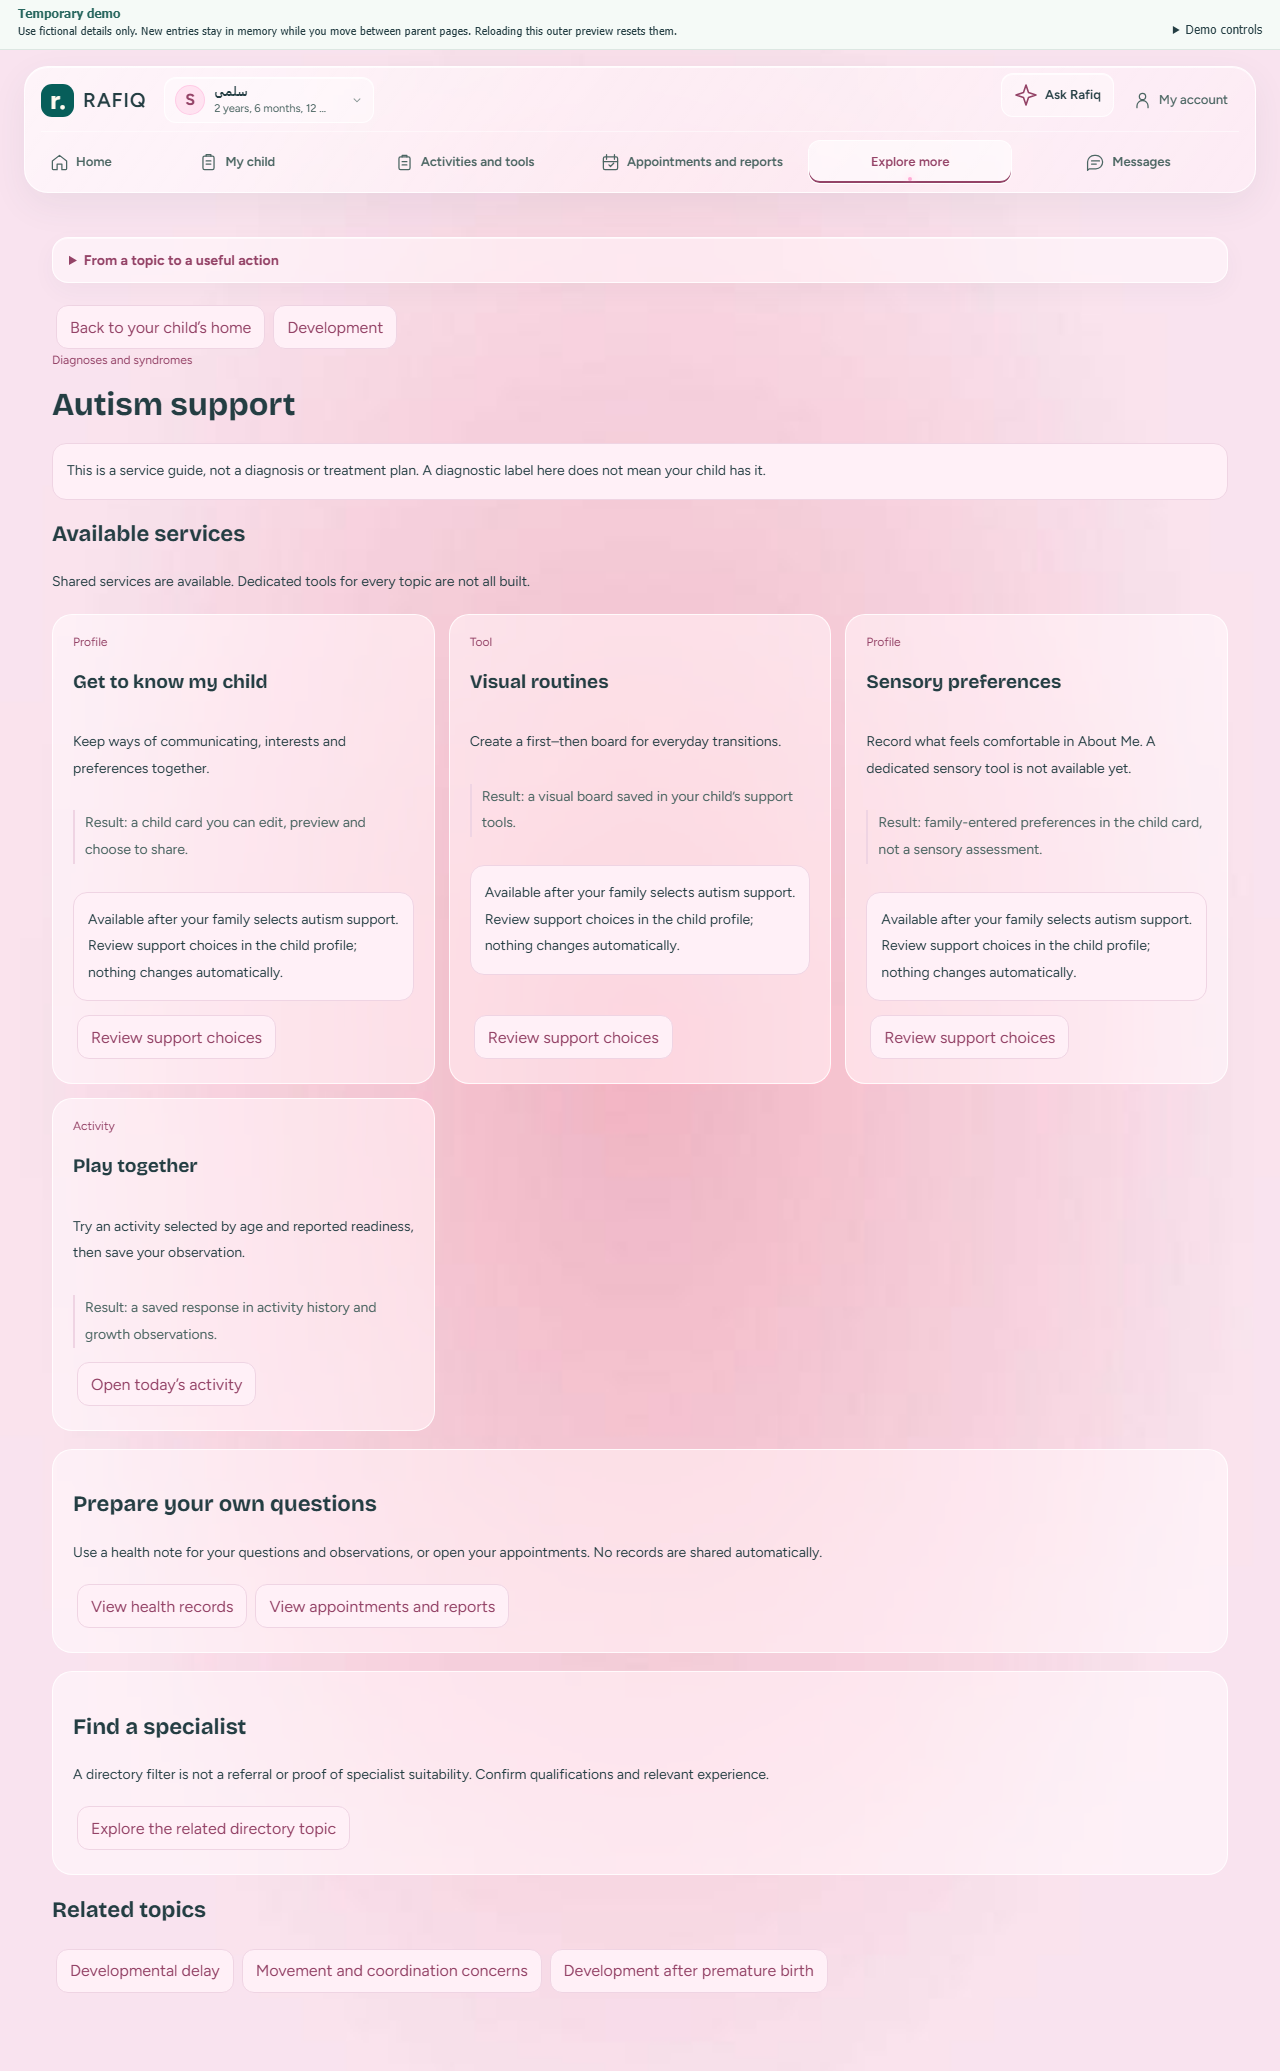 Temporary demo
Use fictional details only. New entries stay in memory while you move between parent pages. Reloading this outer preview resets them.
Demo controls
r. RAFIQ
S
سلمى
2 years, 6 months, 12 ...
Ask Rafiq
My account
Home
My child
Activities and tools
Appointments and reports
Explore more
Messages
From a topic to a useful action
Back to your child’s home
Development
Diagnoses and syndromes
Autism support
This is a service guide, not a diagnosis or treatment plan. A diagnostic label here does not mean your child has it.
Available services
Shared services are available. Dedicated tools for every topic are not all built.
Profile
Get to know my child
Keep ways of communicating, interests and
preferences together.
Result: a child card you can edit, preview and
choose to share.
Available after your family selects autism support.
Review support choices in the child profile;
nothing changes automatically.
Review support choices
Tool
Visual routines
Create a first–then board for everyday transitions.
Result: a visual board saved in your child’s support
tools.
Available after your family selects autism support.
Review support choices in the child profile;
nothing changes automatically.
Review support choices
Profile
Sensory preferences
Record what feels comfortable in About Me. A
dedicated sensory tool is not available yet.
Result: family-entered preferences in the child card,
not a sensory assessment.
Available after your family selects autism support.
Review support choices in the child profile;
nothing changes automatically.
Review support choices
Activity
Play together
Try an activity selected by age and reported readiness,
then save your observation.
Result: a saved response in activity history and
growth observations.
Open today’s activity
Prepare your own questions
Use a health note for your questions and observations, or open your appointments. No records are shared automatically.
View health records
View appointments and reports
Find a specialist
A directory filter is not a referral or proof of specialist suitability. Confirm qualifications and relevant experience.
Explore the related directory topic
Related topics
Developmental delay
Movement and coordination concerns
Development after premature birth